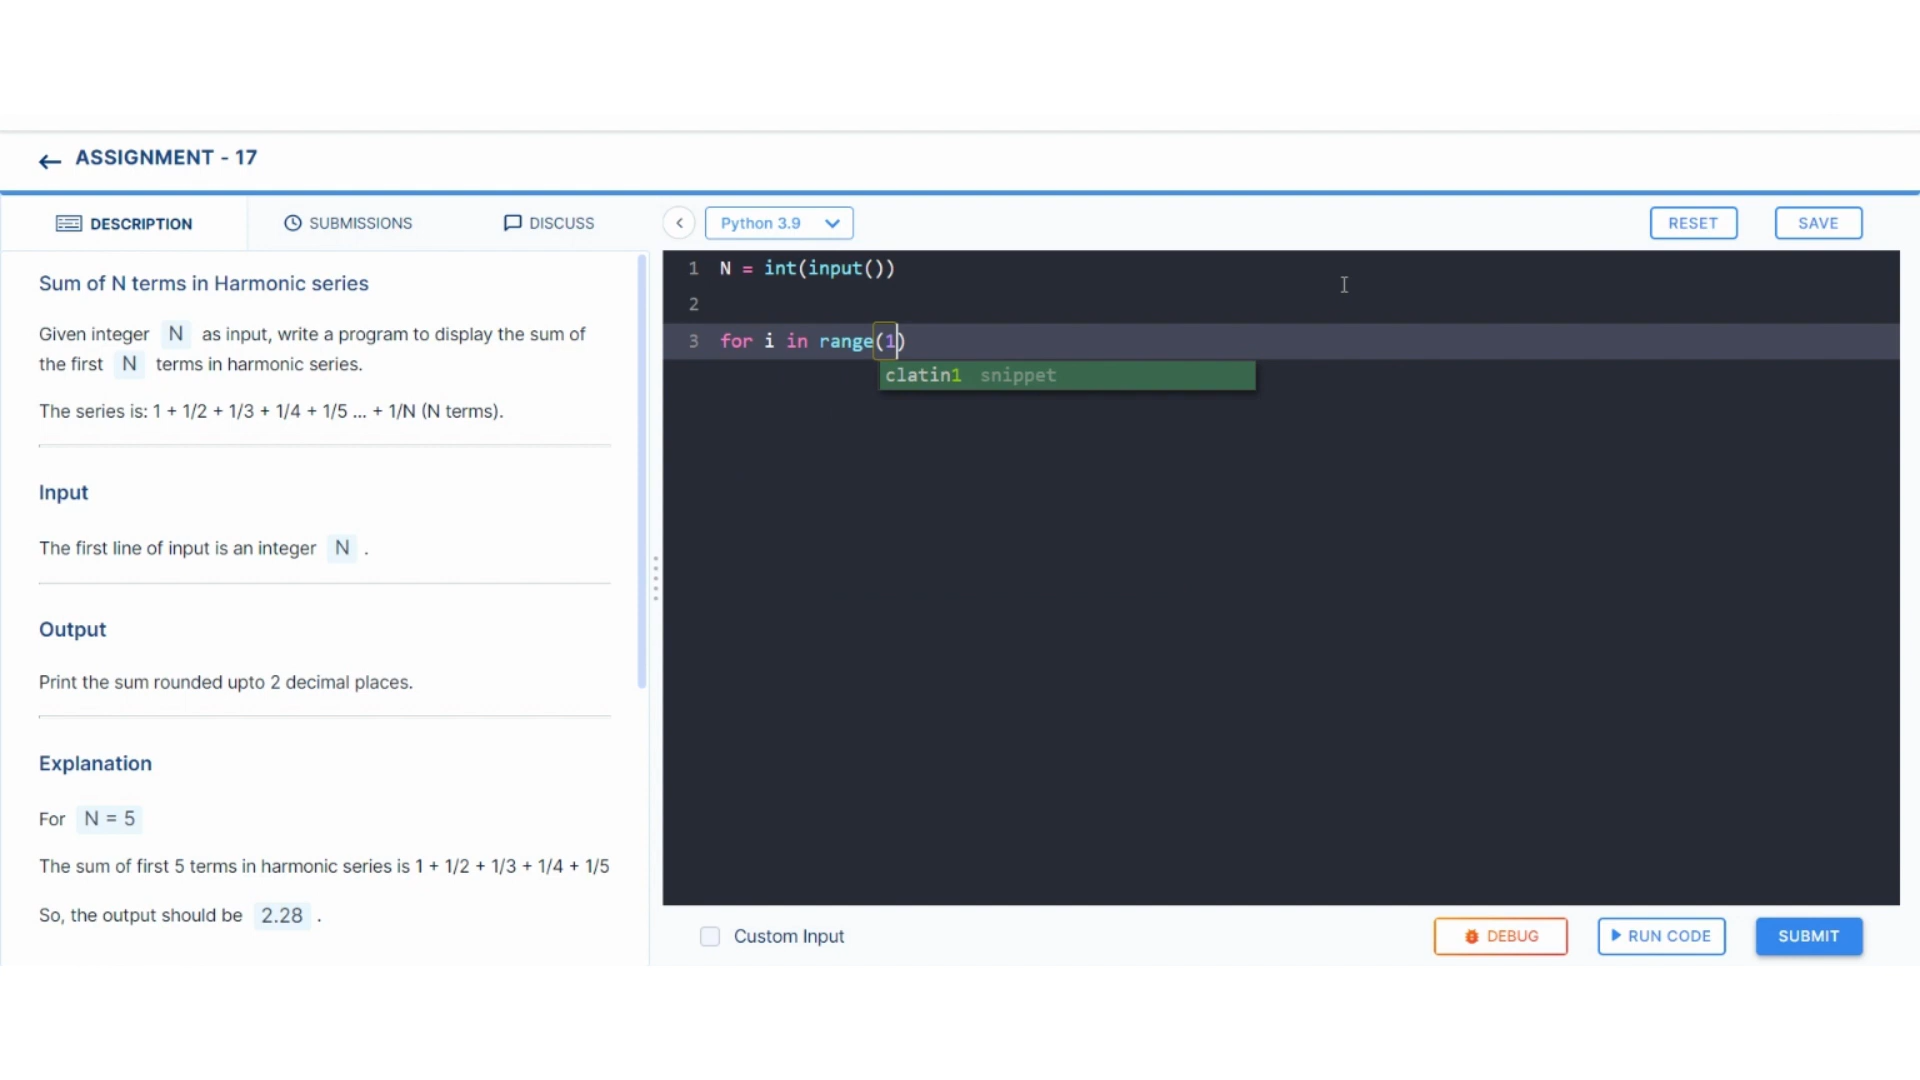 ASSIGNMENT - 17
DESCRIPTION
SUBMISSIONS
DISCUSS
Python 3.9
RESET
SAVE
Sum of N terms in Harmonic series
Given integer N as input, write a program to display the sum of
the first N terms in harmonic series.
The series is: 1 + 1/2 + 1/3 + 1/4 + 1/5 ... + 1/N (N terms).
Input
The first line of input is an integer N .
Output
Print the sum rounded upto 2 decimal places.
Explanation
For N = 5
The sum of first 5 terms in harmonic series is 1 + 1/2 + 1/3 + 1/4 + 1/5
So, the output should be 2.28 .
1 N = int(input())
2
3 for i in range(1)
clatin1 snippet
Custom Input
DEBUG
RUN CODE
SUBMIT